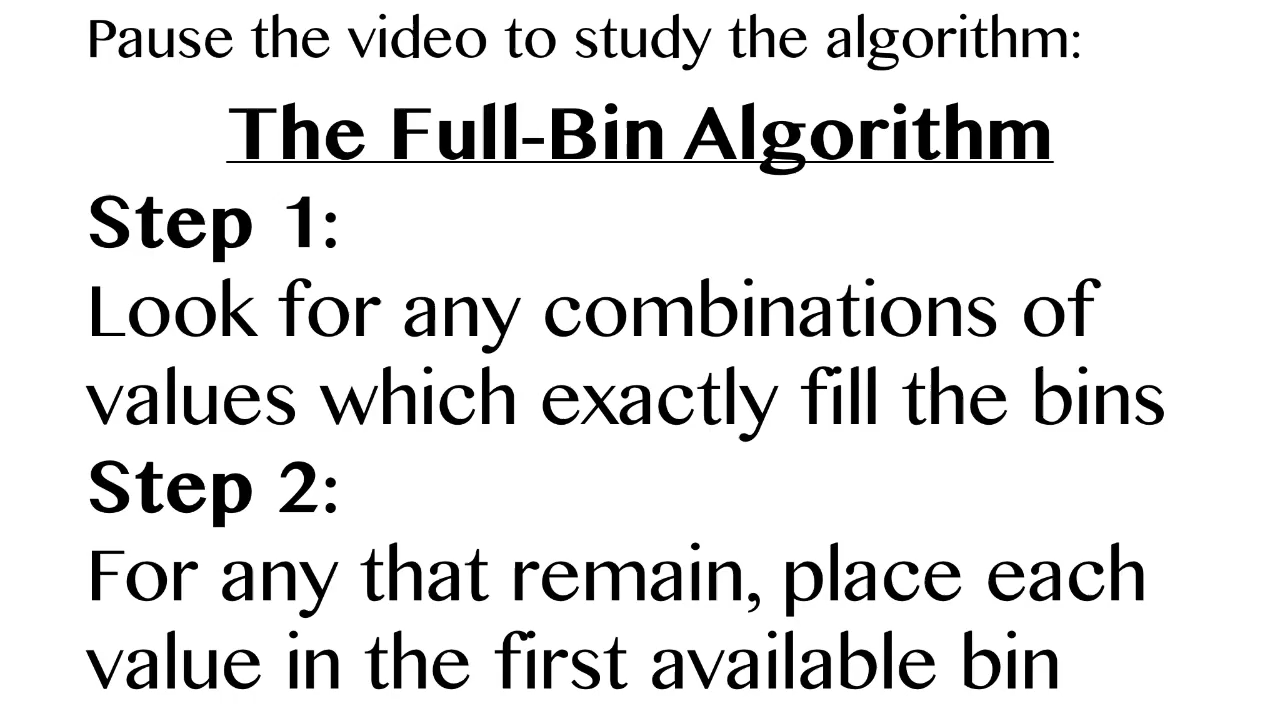 Pause the video to study the algorithm:
The Full-Bin Algorithm
Step 1:
Look for any combinations of
values which exactly fill the bins
Step 2:
For any that remain, place each
value in the first available bin